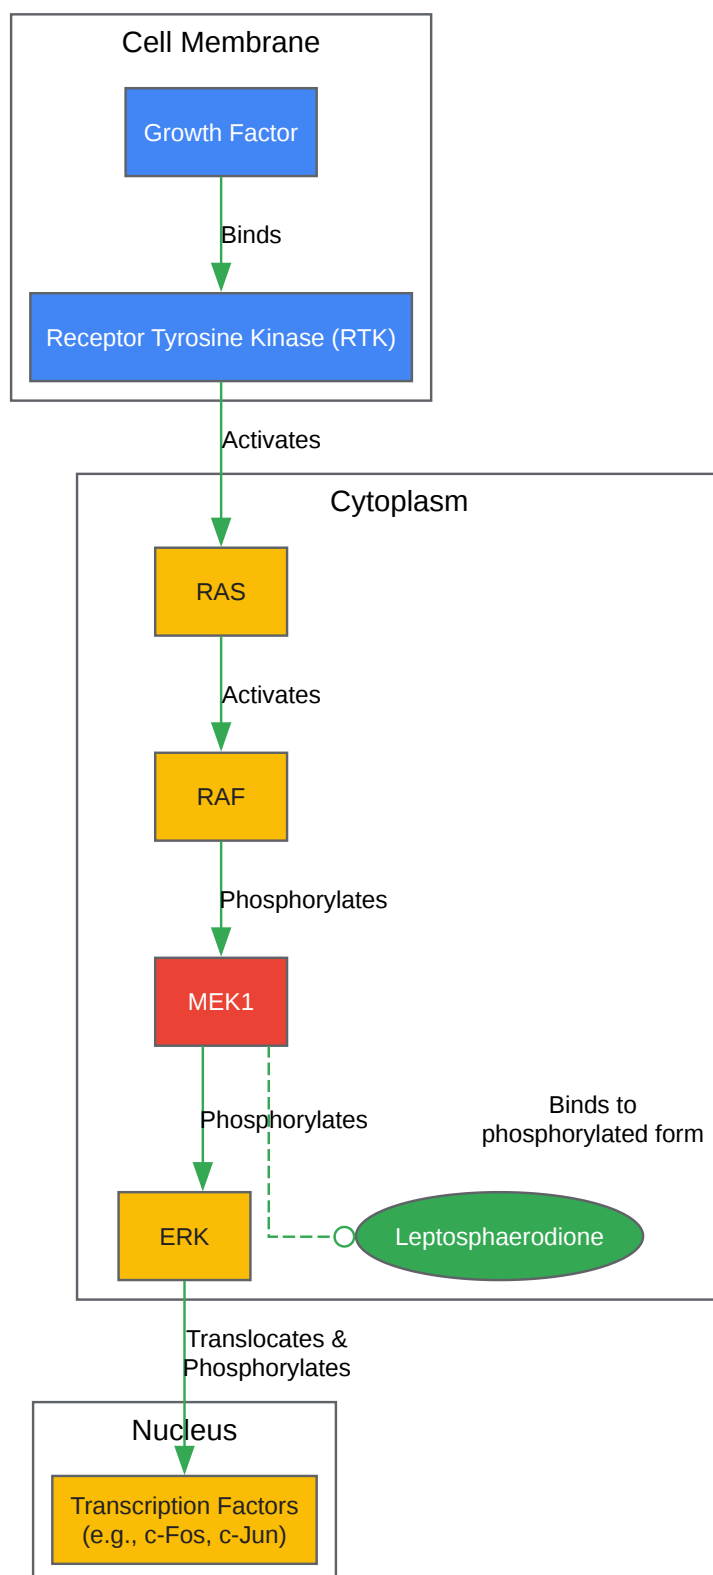 Cell Membrane
Growth Factor
Binds
Receptor Tyrosine Kinase (RTK)
Activates
Cytoplasm
RAS
Activates
RAF
Phosphorylates
MEK1
Phosphorylates
Binds to
phosphorylated form
ERK
Leptosphaerodione
Translocates &
Phosphorylates
Nucleus
Transcription Factors
(e.g., c-Fos, c-Jun)